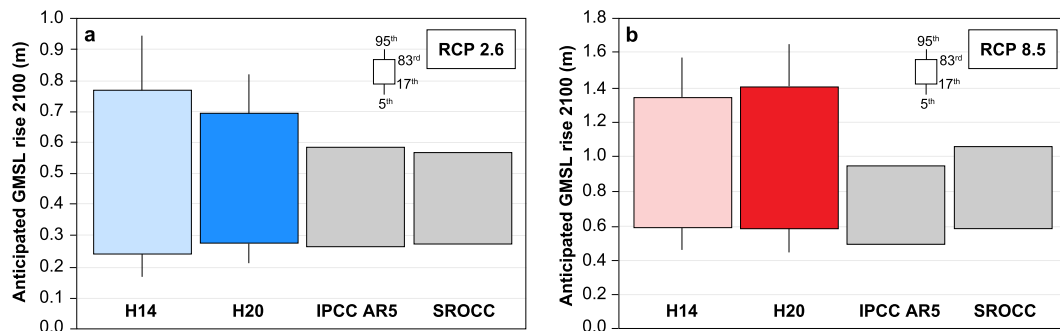 Anticipated GMSL rise 2100 (m)
1.0
0.9
0.8
0.7
0.6
0.5
0.4
0.3
0.2
0.1
0.0
a
95th
83rd
17th
5th
RCP 2.6
H14 H20 IPCC AR5 SROCC
Anticipated GMSL rise 2100 (m)
1.8
1.6
1.4
1.2
1.0
0.8
0.6
0.4
0.2
0.0
b
95th
83rd
17th
5th
RCP 8.5
H14 H20 IPCC AR5 SROCC